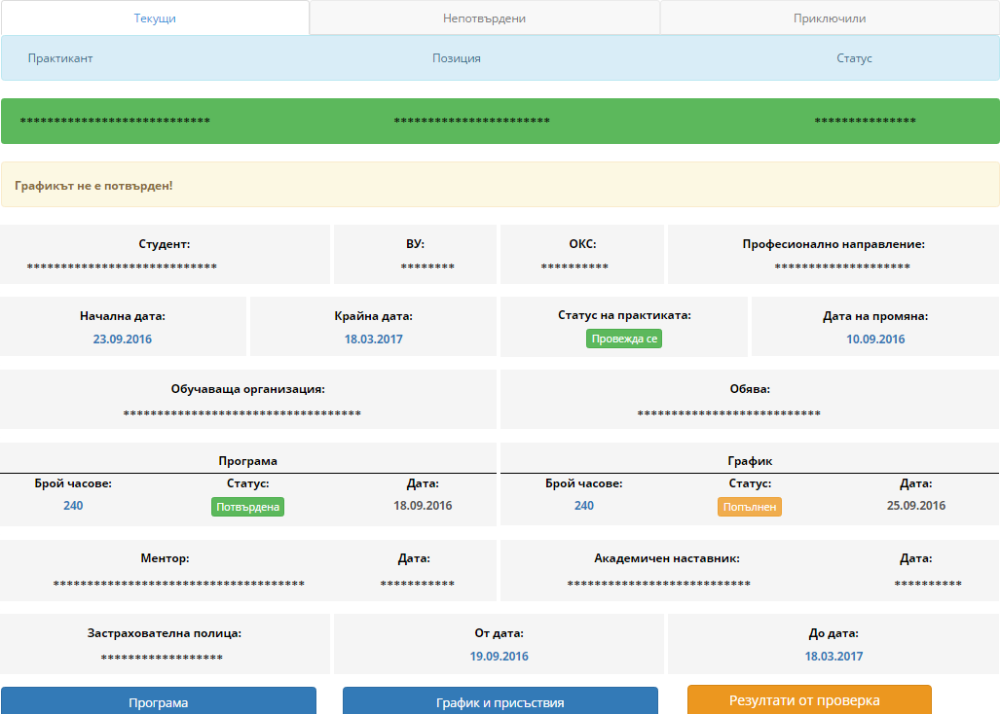 Текущи Непотвърдени Приключили
Практикант Позиция Статус
**************************** *********************** ***************
Графикът не е потвърден!
Студент: ВУ: ОКС: Професионално направление:
**************************** ******** ********** ********************
Начална дата: Крайна дата: Статус на практиката: Дата на промяна:
23.09.2016 18.03.2017 Провежда се 10.09.2016
Обучаваща организация: Обява:
*********************************** ***************************
Програма График
Брой часове: Статус: Дата: Брой часове: Статус: Дата:
240 Потвърдена 18.09.2016 240 Попълнен 25.09.2016
Ментор: Дата: Академичен наставник: Дата:
************************************* *********** *************************** **********
Застрахователна полица: От дата: До дата:
****************** 19.09.2016 18.03.2017
Програма График и присъствия Резултати от проверка